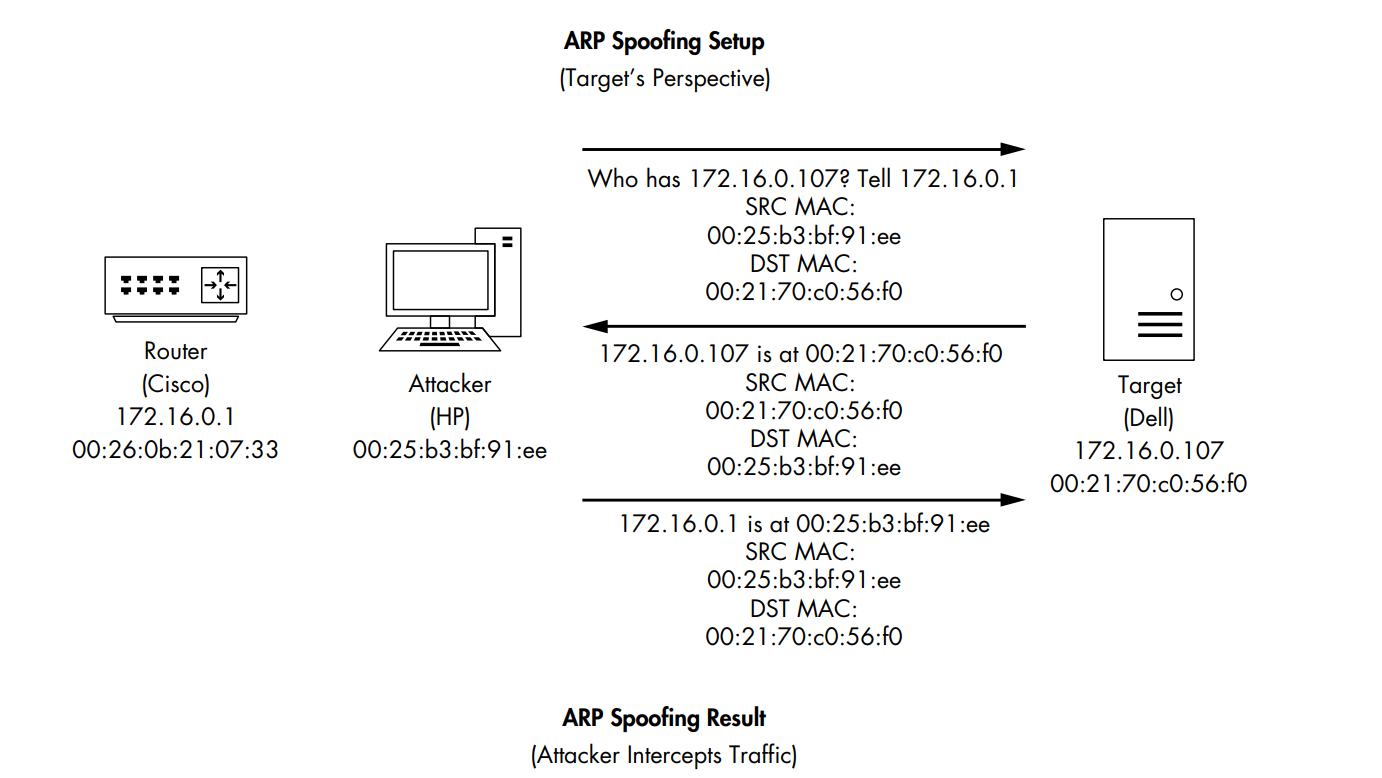 ARP Spoofing Setup
(Target’s Perspective)
Who has 172.16.0.107? Tell 172.16.0.1
SRC MAC:
00:25:b3:bf:91:ee
DST MAC:
00:21:70:c0:56:f0
172.16.0.107 is at 00:21:70:c0:56:f0
SRC MAC:
00:21:70:c0:56:f0
DST MAC:
00:25:b3:bf:91:ee
172.16.0.1 is at 00:25:b3:bf:91:ee
SRC MAC:
00:25:b3:bf:91:ee
DST MAC:
00:21:70:c0:56:f0
Router
(Cisco)
172.16.0.1
00:26:0b:21:07:33
Attacker
(HP)
00:25:b3:bf:91:ee
Target
(Dell)
172.16.0.107
00:21:70:c0:56:f0
ARP Spoofing Result
(Attacker Intercepts Traffic)